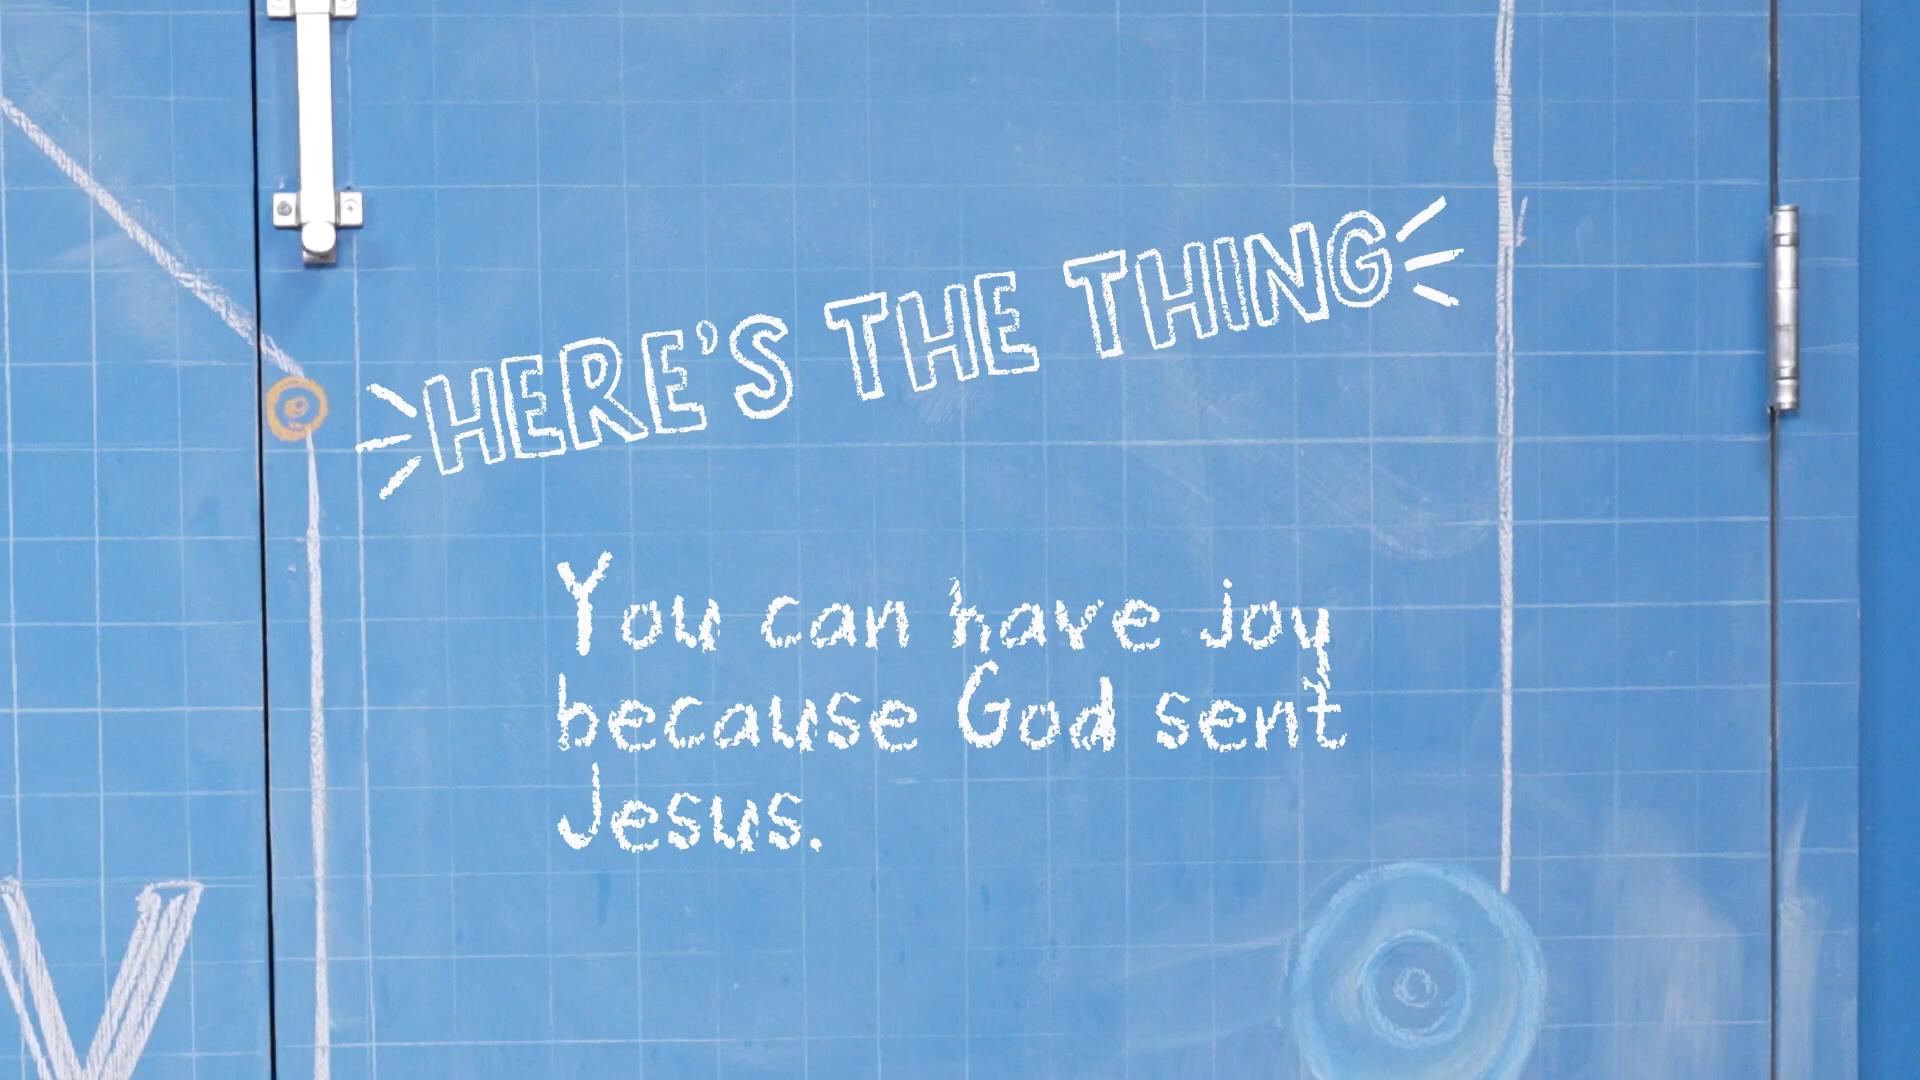 HERE'S THE THING
You can have joy
because God sent
Jesus.
V